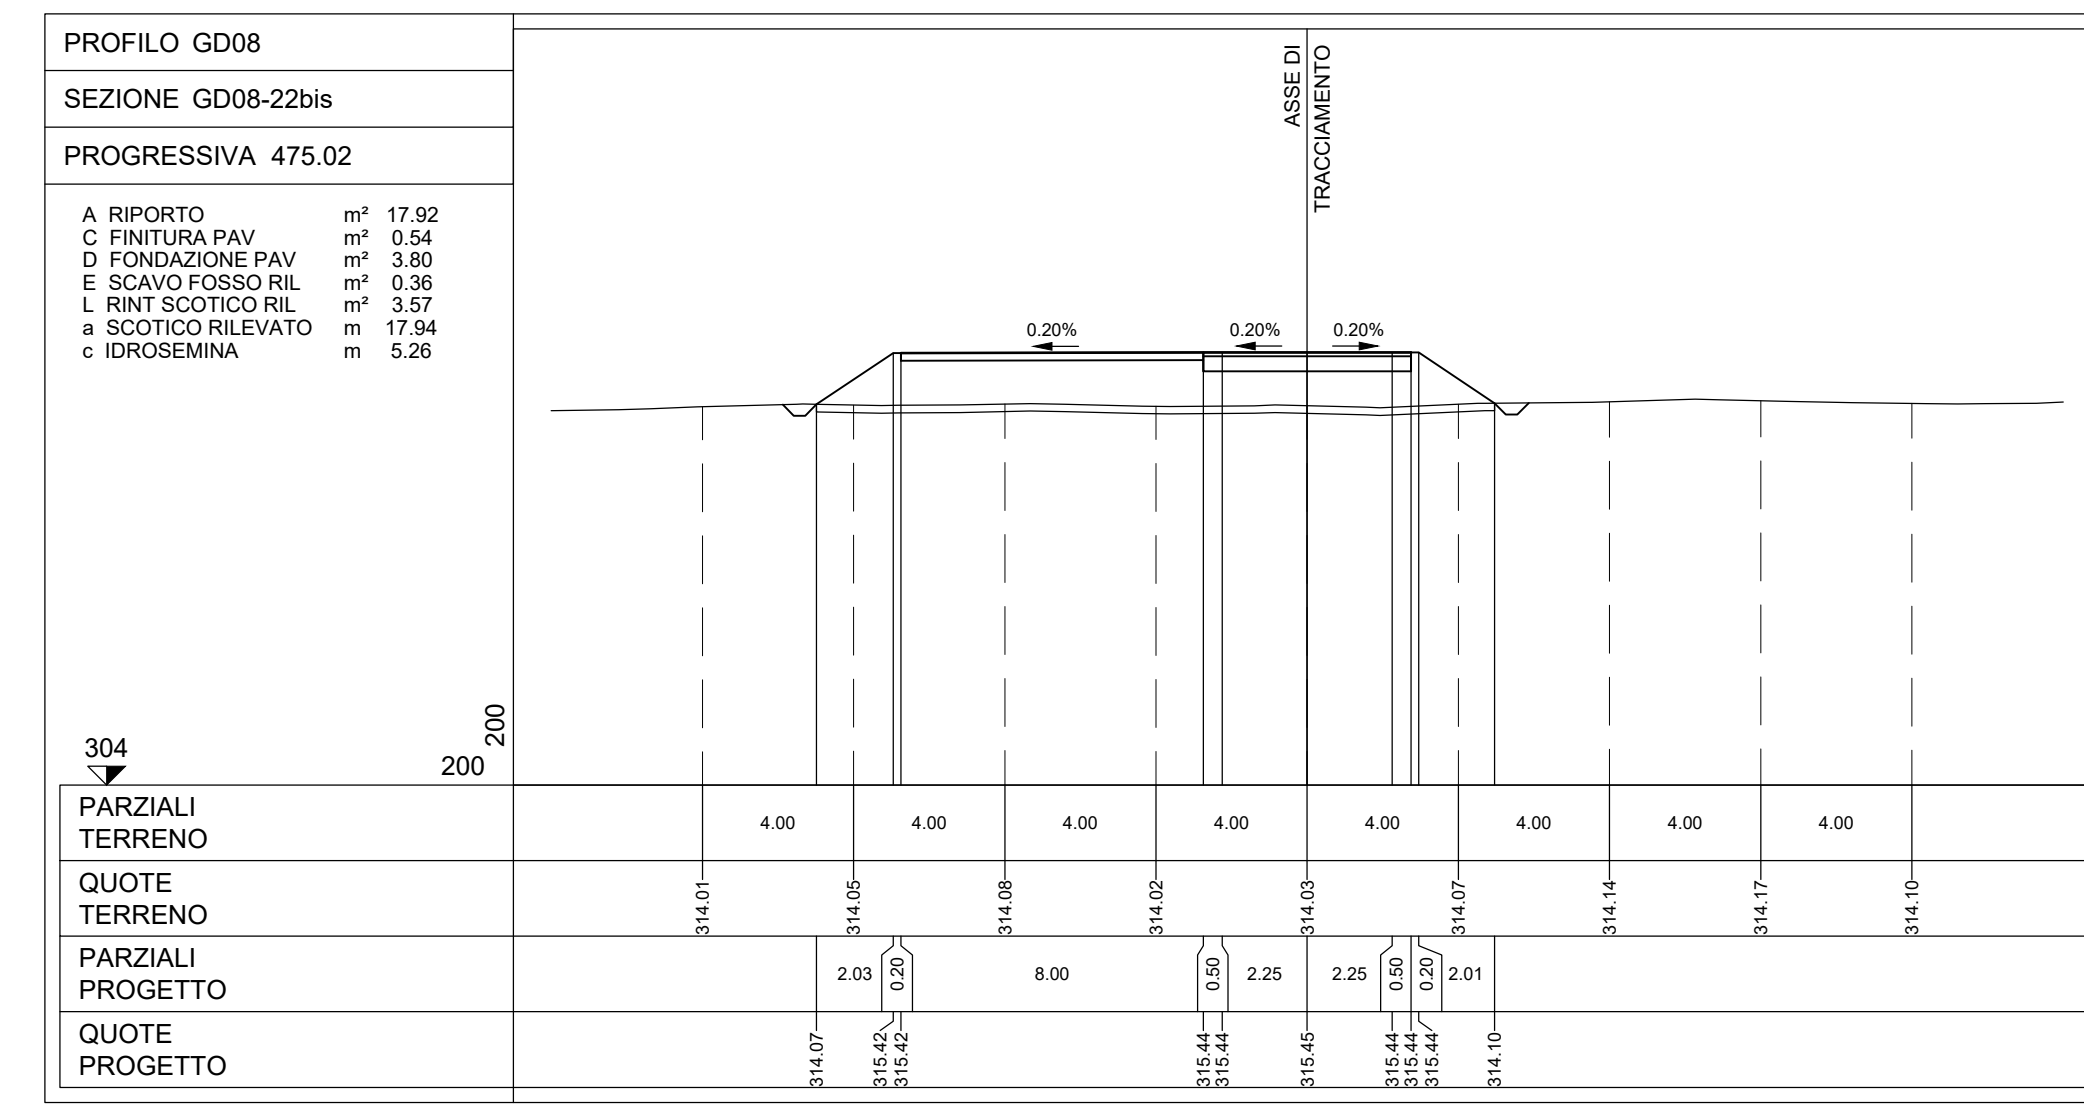 PROFILO GD08
SEZIONE GD08-22bis
PROGRESSIVA 475.02
A RIPORTO m² 17.92
C FINITURA PAV m² 0.54
D FONDAZIONE PAV m² 3.80
E SCAVO FOSSO RIL m² 0.36
L RINT SCOTICO RIL m² 3.57
a SCOTICO RILEVATO m 17.94
c IDROSEMINA m 5.26
ASSE DI
TRACCIAMENTO
0.20% 0.20% 0.20%
304
200
200
PARZIALI
TERRENO
4.00 4.00 4.00 4.00 4.00 4.00 4.00 4.00
QUOTE
TERRENO
314.01 314.05 314.08 314.02 314.03 314.07 314.14 314.17 314.10
PARZIALI
PROGETTO
2.03 0.20 8.00 0.50 2.25 2.25 0.50 0.20 2.01
QUOTE
PROGETTO
314.07 315.42 315.42 315.44 315.44 315.45 315.44 315.44 315.44 314.10